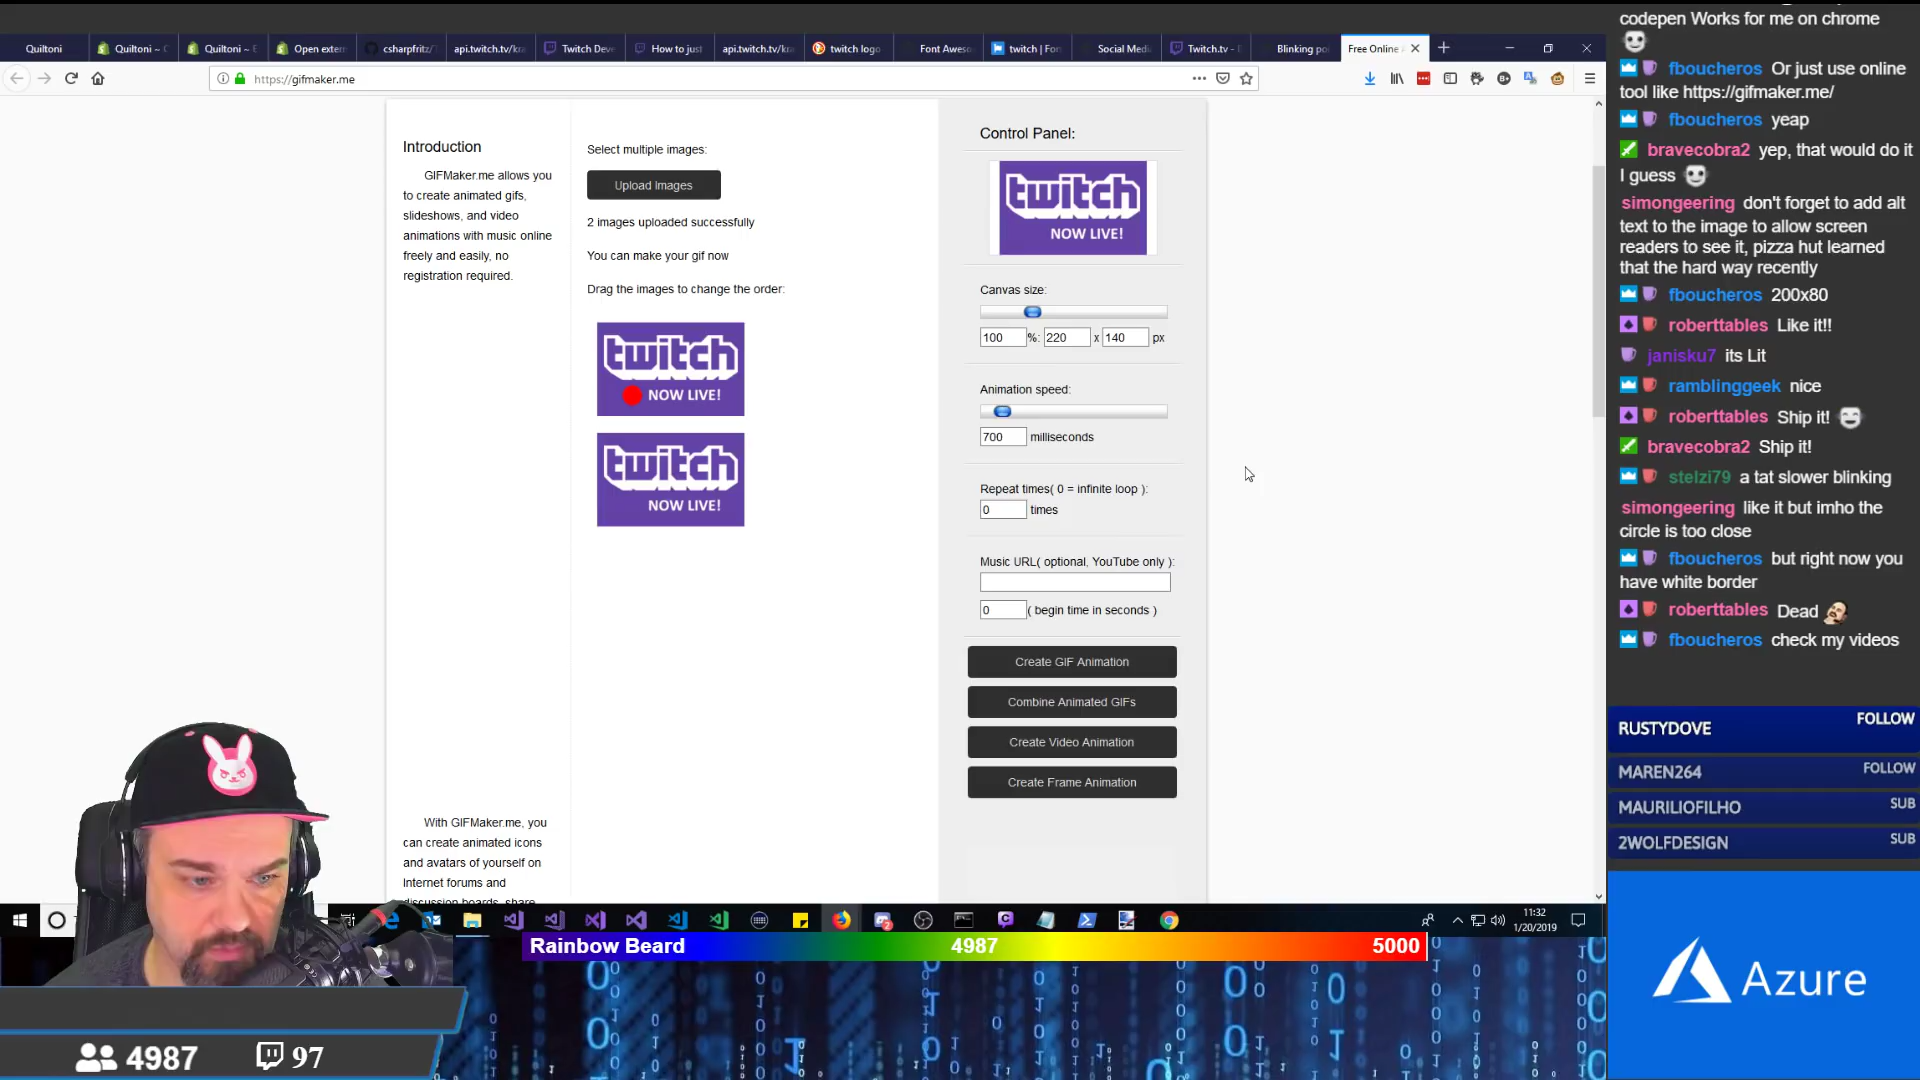 Quiltoni
Quiltoni ~
Quiltoni ~
Open exter
csharpfritz/
api.twitch.tv/kra
Twitch Deve
How to just
api.twitch.tv/kra
twitch logo
Font Aweso
twitch | Fon
Social Medi
Twitch.tv -
Blinking poi
Free Online
https://gifmaker.me
Introduction
GIFMaker.me allows you
to create animated gifs,
slideshows, and video
animations with music online
freely and easily, no
registration required.
With GIFMaker.me, you
can create animated icons
and avatars of yourself on
Internet forums and
discussion boards, share
Select multiple images:
Upload Images
2 images uploaded successfully
You can make your gif now
Drag the images to change the order:
twitch
NOW LIVE!
twitch
NOW LIVE!
Control Panel:
twitch
NOW LIVE!
Canvas size:
100 %: 220 x 140 px
Animation speed:
700 milliseconds
Repeat times( 0 = infinite loop ):
0 times
Music URL( optional, YouTube only ):
0 ( begin time in seconds )
Create GIF Animation
Combine Animated GIFs
Create Video Animation
Create Frame Animation
codepen Works for me on chrome
fboucheros Or just use online
tool like https://gifmaker.me/
fboucheros yeap
bravecobra2 yep, that would do it
I guess
simongeering don't forget to add alt
text to the image to allow screen
readers to see it, pizza hut learned
that the hard way recently
fboucheros 200x80
roberttables Like it!!
janisku7 its Lit
ramblinggeek nice
roberttables Ship it!
bravecobra2 Ship it!
stelzi79 a tat slower blinking
simongeering like it but imho the
circle is too close
fboucheros but right now you
have white border
roberttables Dead
fboucheros check my videos
RUSTYDOVE FOLLOW
MAREN264 FOLLOW
MAURILIOFILHO SUB
2WOLFDESIGN SUB
Azure
11:32
1/20/2019
Rainbow Beard 4987 5000
4987 97